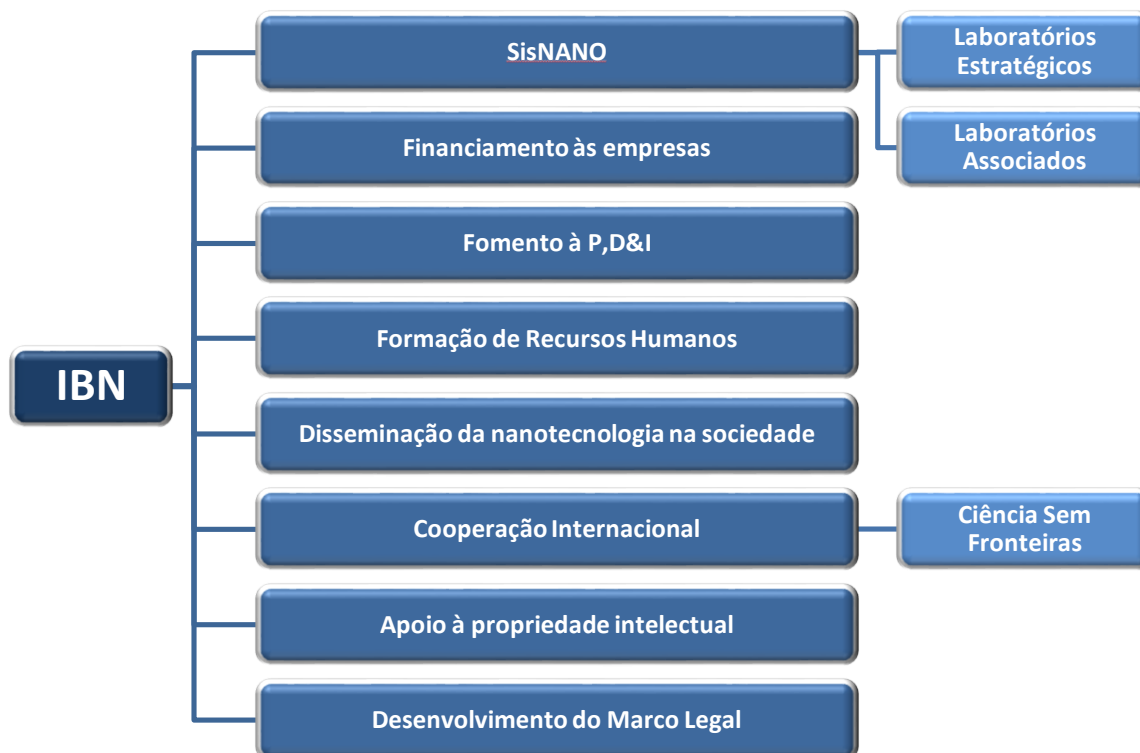 SisNANO
Laboratórios
Estratégicos
Financiamento às empresas
Laboratórios
Associados
Fomento à P,D&I
Formação de Recursos Humanos
IBN
Disseminação da nanotecnologia na sociedade
Cooperação Internacional
Ciência Sem
Fronteiras
Apoio à propriedade intelectual
Desenvolvimento do Marco Legal